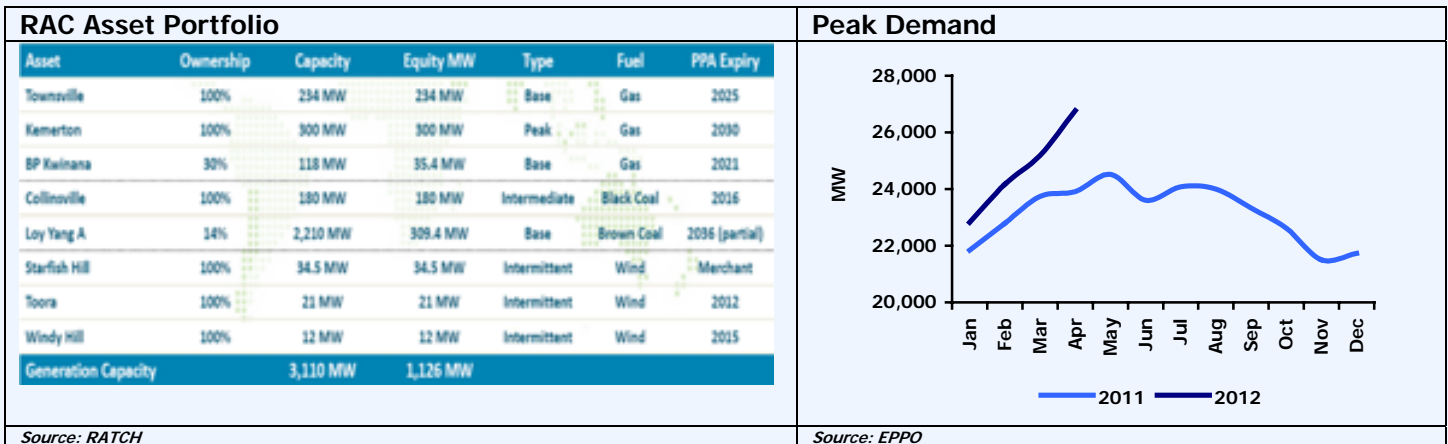 RAC Asset Portfolio
Asset Ownership Capacity Equity MW Type Fuel PPA Expiry
Townsville 100% 234 MW 234 MW Base Gas 2025
Kemerton 100% 300 MW 300 MW Peak Gas 2030
BP Kwinana 30% 118 MW 35.4 MW Base Gas 2021
Collinsville 100% 180 MW 180 MW Intermediate Black Coal 2016
Loy Yang A 14% 2,210 MW 309.4 MW Base Brown Coal 2036 (partial)
Starfish Hill 100% 34.5 MW 34.5 MW Intermittent Wind Merchant
Toora 100% 21 MW 21 MW Intermittent Wind 2012
Windy Hill 100% 12 MW 12 MW Intermittent Wind 2015
Generation Capacity 3,110 MW 1,126 MW
Source: RATCH
Peak Demand
28,000
26,000
24,000
22,000
20,000
MW
Jan Feb Mar Apr May Jun Jul Aug Sep Oct Nov Dec
2011 2012
Source: EPPO